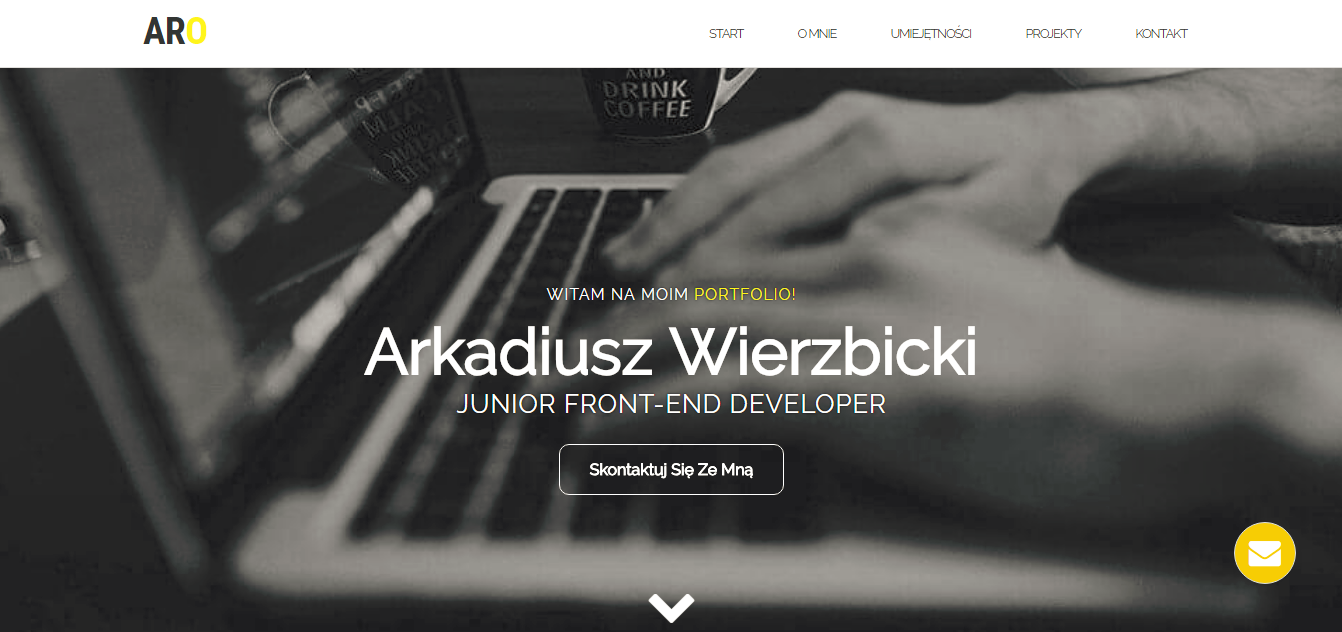 ARO
START
O MNIE
UMIEJĘTNOŚCI
PROJEKTY
KONTAKT
AND
DRINK
COFFEE
WITAM NA MOIM PORTFOLIO!
Arkadiusz Wierzbicki
JUNIOR FRONT-END DEVELOPER
Skontaktuj Się Ze Mną